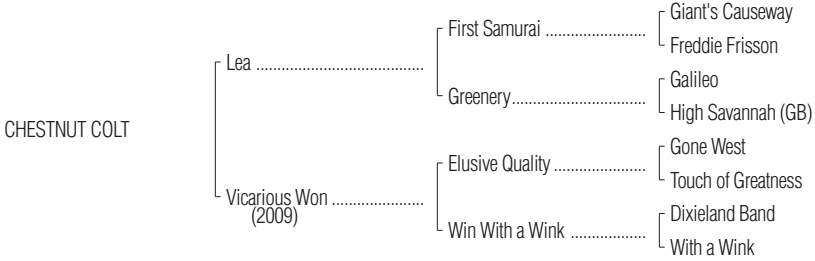 Giant's Causeway
First Samurai ........................
Freddie Frisson
Lea ........................................
Galileo
Greenery................................
High Savannah (GB)
CHESTNUT COLT
Gone West
Elusive Quality ......................
Touch of Greatness
Vicarious Won ......................
(2009)
Dixieland Band
Win With a Wink ..................
With a Wink